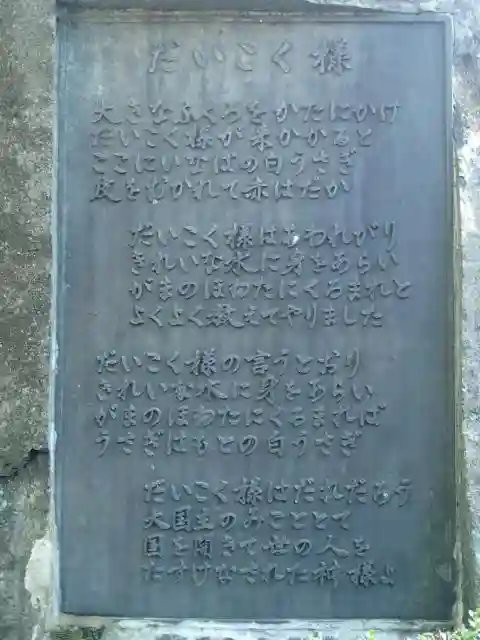 だいこく様
大きなふくろをかたにかけ
だいこく様が来かかると
ここにいなばの白うさぎ
皮をむかれて赤はだか
だいこく様はあわれがり
きれいな水に身をあらい
がまのほわたにくるまれと
よくよく教えてやりました
だいこく様の言うとおり
きれいな水に身をあらい
がまのほわたにくるまれば
うさぎはもとの白うさぎ
だいこく様はだれだろう
大国主のみこととて
国を開きて世の人を
たすけなされた神様よ